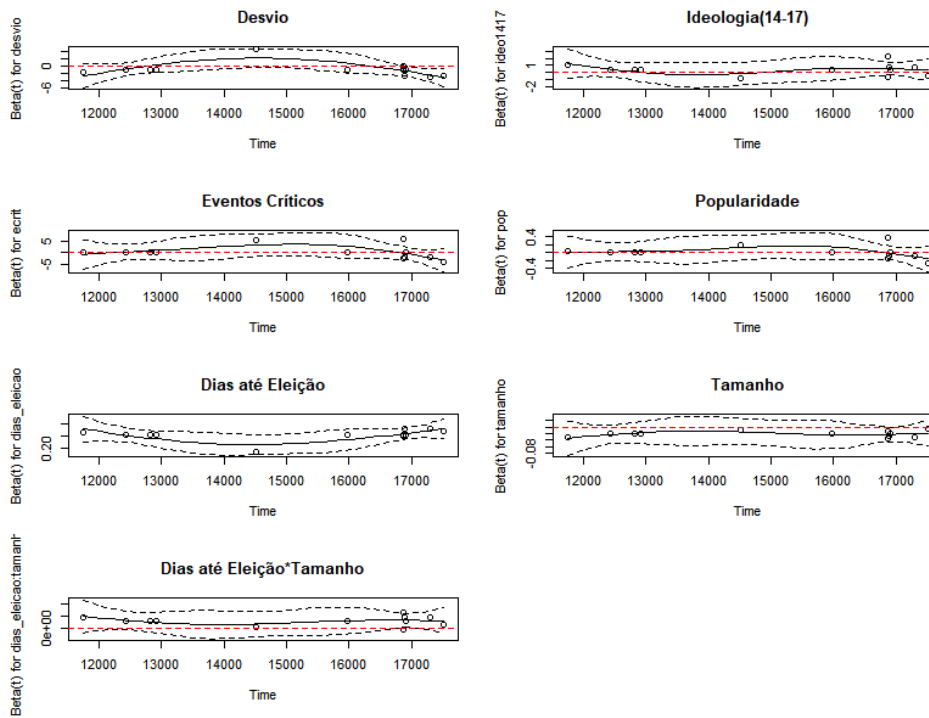 Desvio
Beta(t) for desvio
0
-6
12000 13000 14000 15000 16000 17000
Time
Ideologia(14-17)
Beta(t) for ideo1417
1
-2
12000 13000 14000 15000 16000 17000
Time
Eventos Críticos
Beta(t) for ecrit
5
-5
12000 13000 14000 15000 16000 17000
Time
Popularidade
Beta(t) for pop
0.4
-0.4
12000 13000 14000 15000 16000 17000
Time
Dias até Eleição
Beta(t) for dias_eleicao
0.20
12000 13000 14000 15000 16000 17000
Time
Tamanho
Beta(t) for tamanho
-0.08
12000 13000 14000 15000 16000 17000
Time
Dias até Eleição*Tamanho
Beta(t) for dias_eleicao:tamanh
0e+00
12000 13000 14000 15000 16000 17000
Time